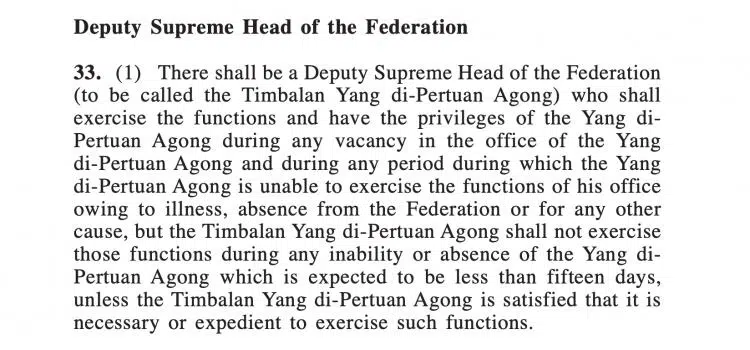 Deputy Supreme Head of the Federation
33. (1) There shall be a Deputy Supreme Head of the Federation
(to be called the Timbalan Yang di-Pertuan Agong) who shall
exercise the functions and have the privileges of the Yang di-
Pertuan Agong during any vacancy in the office of the Yang
di-Pertuan Agong and during any period during which the Yang
di-Pertuan Agong is unable to exercise the functions of his office
owing to illness, absence from the Federation or for any other
cause, but the Timbalan Yang di-Pertuan Agong shall not exercise
those functions during any inability or absence of the Yang di-
Pertuan Agong which is expected to be less than fifteen days,
unless the Timbalan Yang di-Pertuan Agong is satisfied that it is
necessary or expedient to exercise such functions.